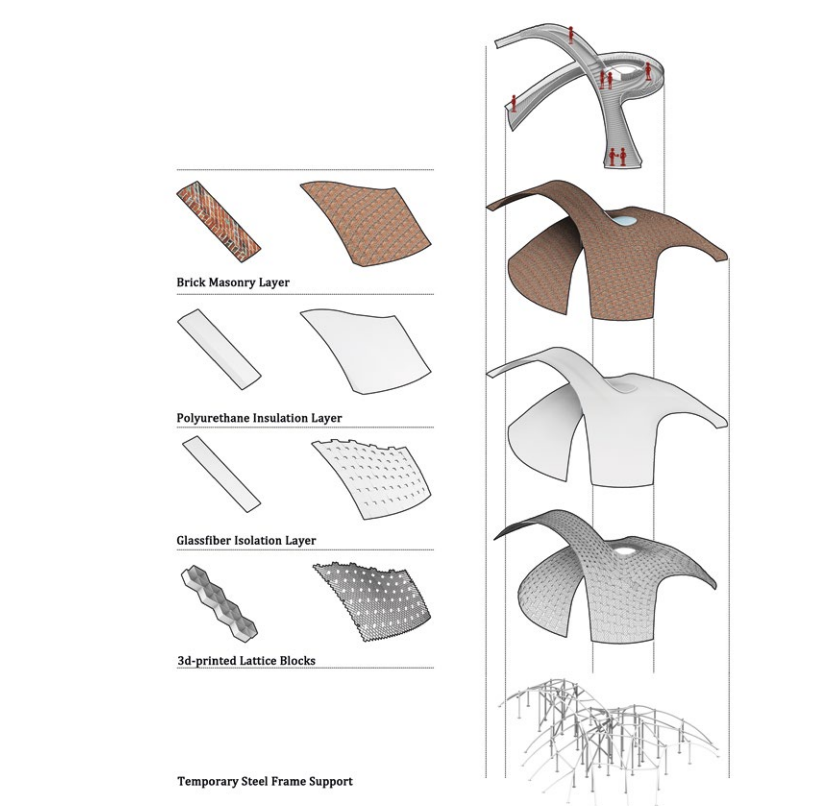 Brick Masonry Layer
Polyurethane Insulation Layer
Glassfiber Isolation Layer
3d-printed Lattice Blocks
Temporary Steel Frame Support